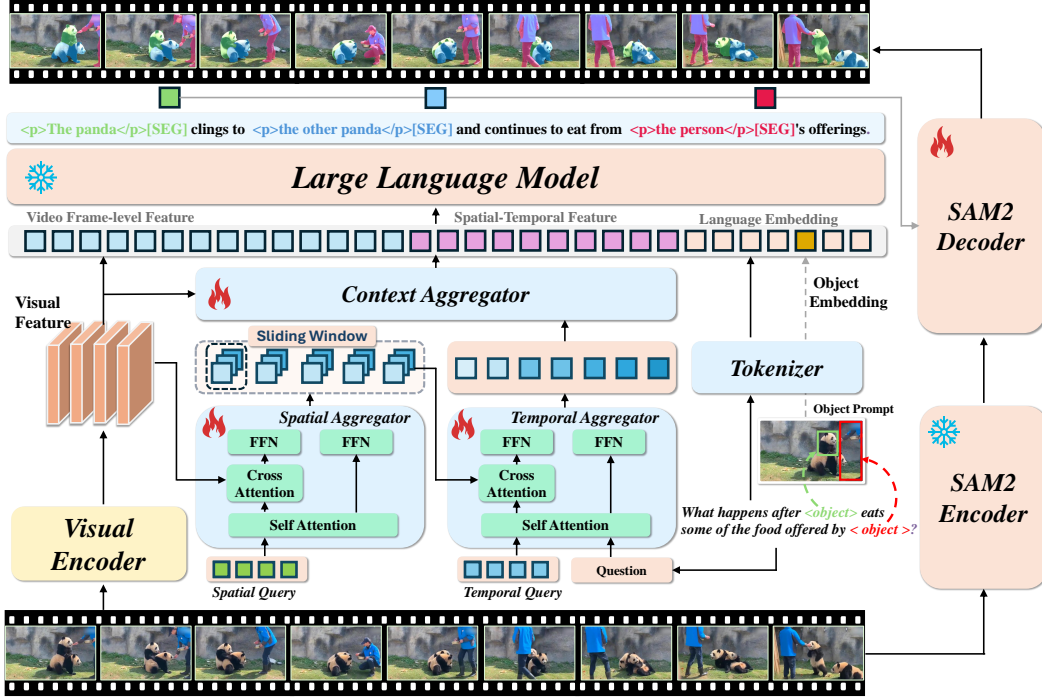 <p>The panda</p>[SEG] clings to <p>the other panda</p>[SEG] and continues to eat from <p>the person</p>[SEG]'s offerings.
Large Language Model
Video Frame-level Feature
Spatial-Temporal Feature
Language Embedding
SAM2
Decoder
Context Aggregator
Object
Embedding
Visual
Feature
Sliding Window
Tokenizer
Spatial Aggregator
Temporal Aggregator
Object Prompt
FFN
FFN
FFN
FFN
Cross
Attention
Cross
Attention
Self Attention
Self Attention
What happens after <object> eats
some of the food offered by < object >?
SAM2
Encoder
Visual
Encoder
Spatial Query
Temporal Query
Question